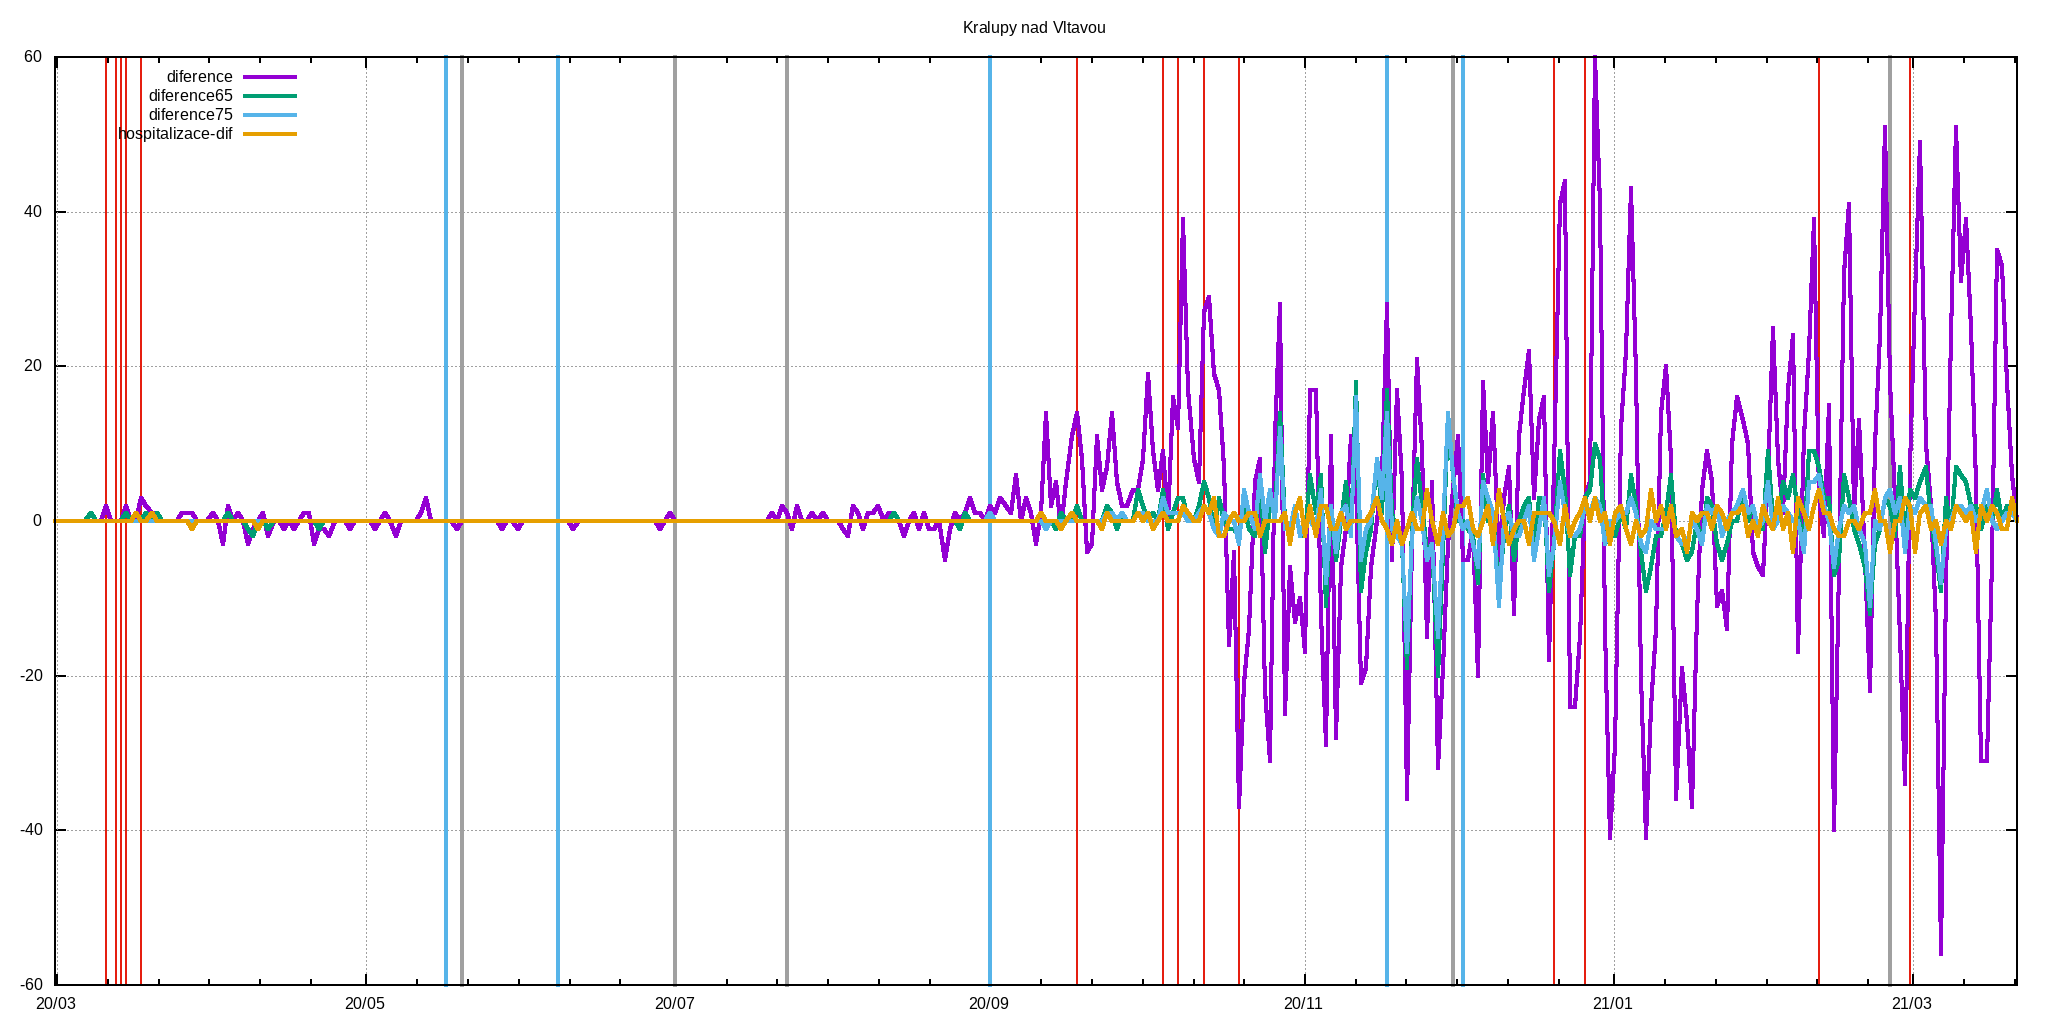 Kralupy nad Vltavou
diference
diference65
diference75
hospitalizace-dif
60
40
20
0
-20
-40
-60
20/03 20/05 20/07 20/09 20/11 21/01 21/03